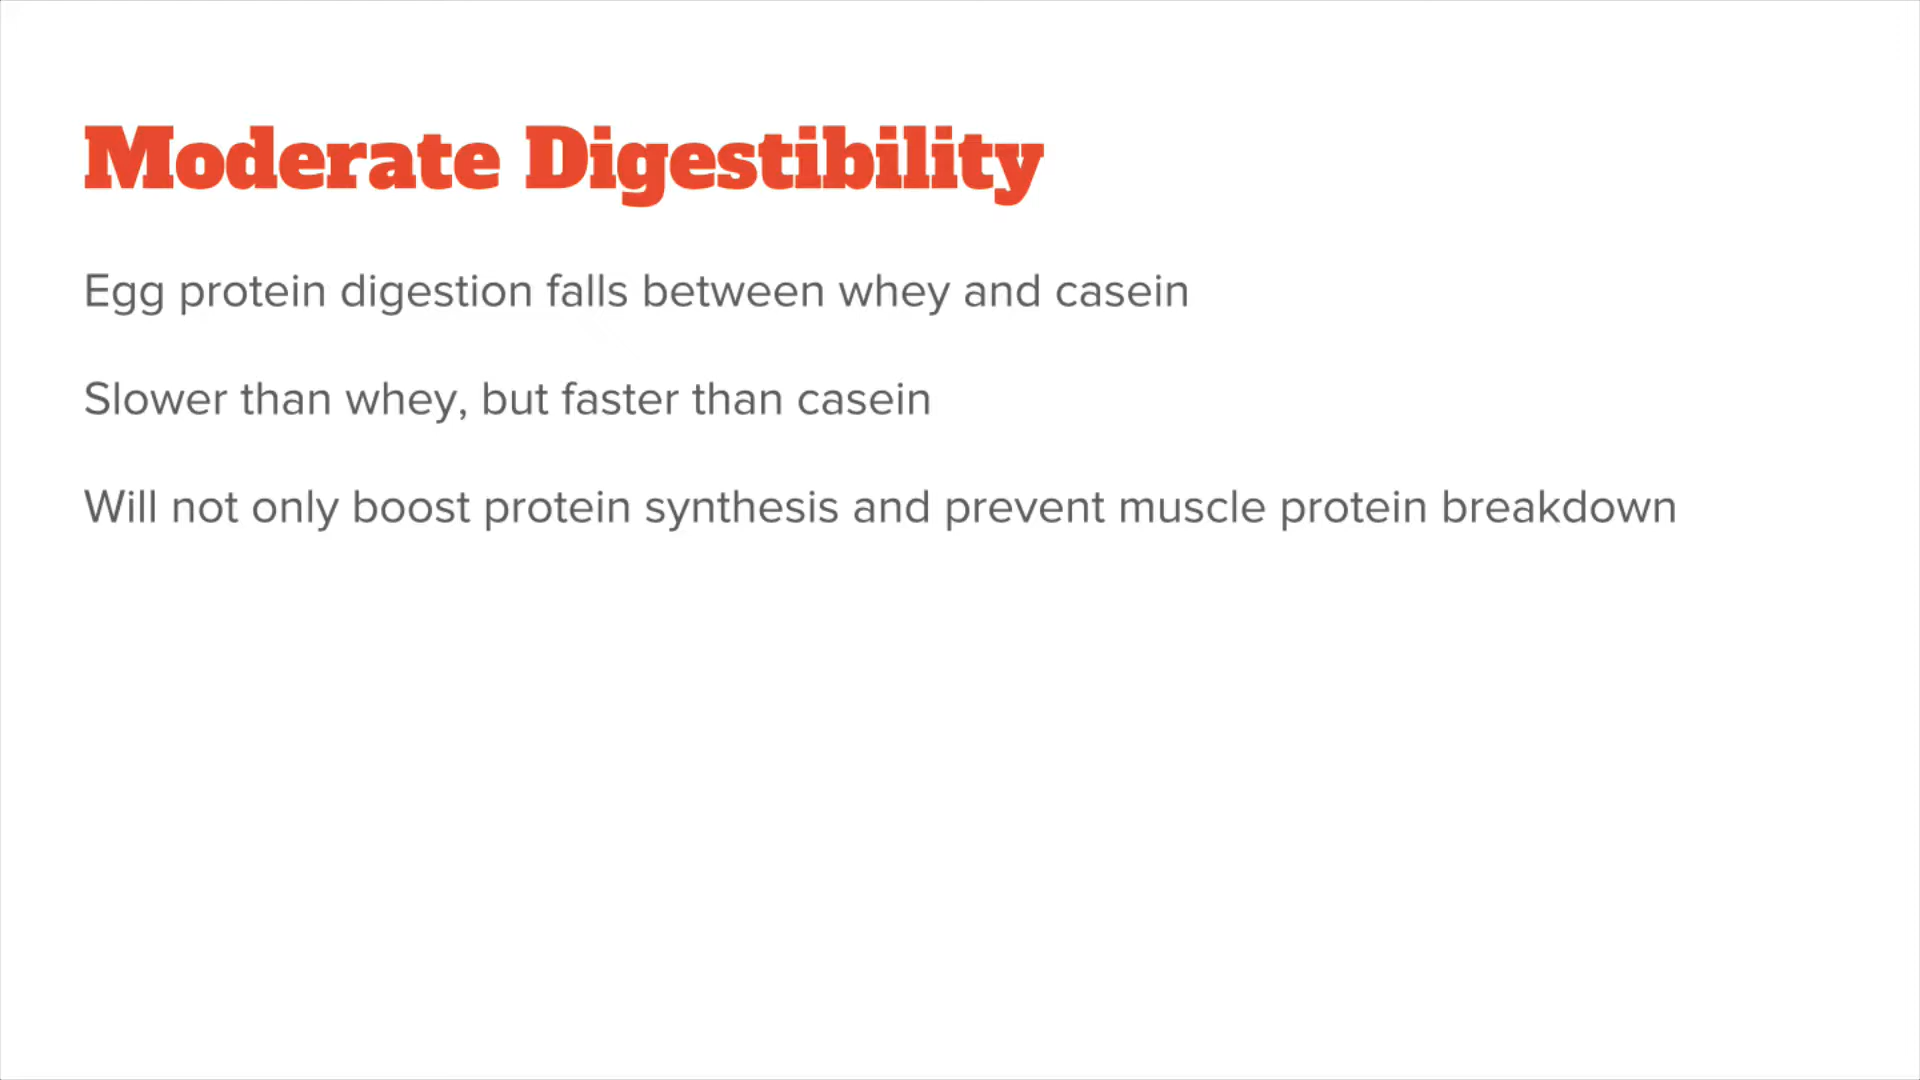 Moderate Digestibility
Egg protein digestion falls between whey and casein
Slower than whey, but faster than casein
Will not only boost protein synthesis and prevent muscle protein breakdown